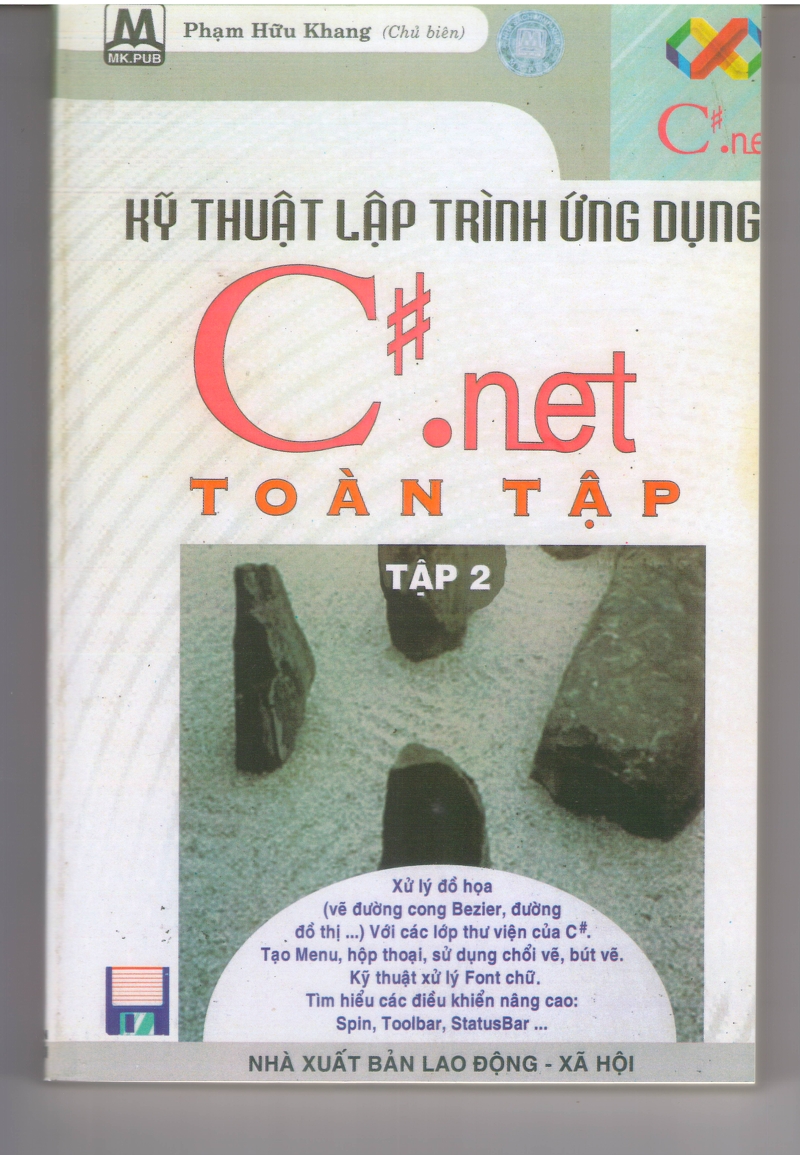 MK.PUB
Phạm Hữu Khang (Chủ biên)
C#.ne
KỸ THUẬT LẬP TRÌNH ỨNG DỤNG
C#.net
TOÀN TẬP
TẬP 2
Xử lý đồ họa
(vẽ đường cong Bezier, đường
đồ thị ...) Với các lớp thư viện của C#.
Tạo Menu, hộp thoại, sử dụng chổi vẽ, bút vẽ.
Kỹ thuật xử lý Font chữ.
Tìm hiểu các điều khiển nâng cao:
Spin, Toolbar, StatusBar ...
NHÀ XUẤT BẢN LAO ĐỘNG - XÃ HỘI